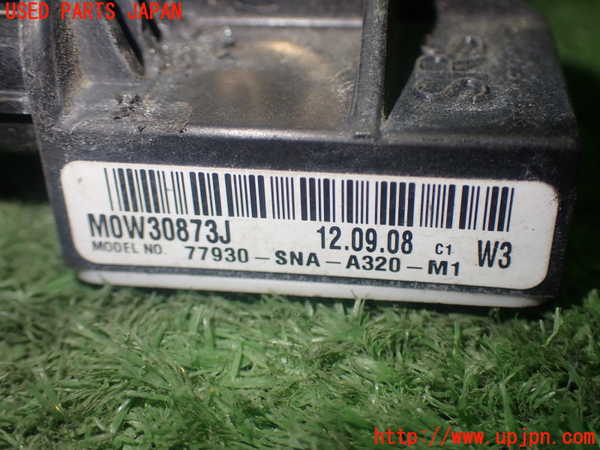 USED PARTS JAPAN
SRS
M0W30873J 12.09.08 C1 W3
MODEL NO. 77930-SNA-A320-M1
http://www.upjpn.com/